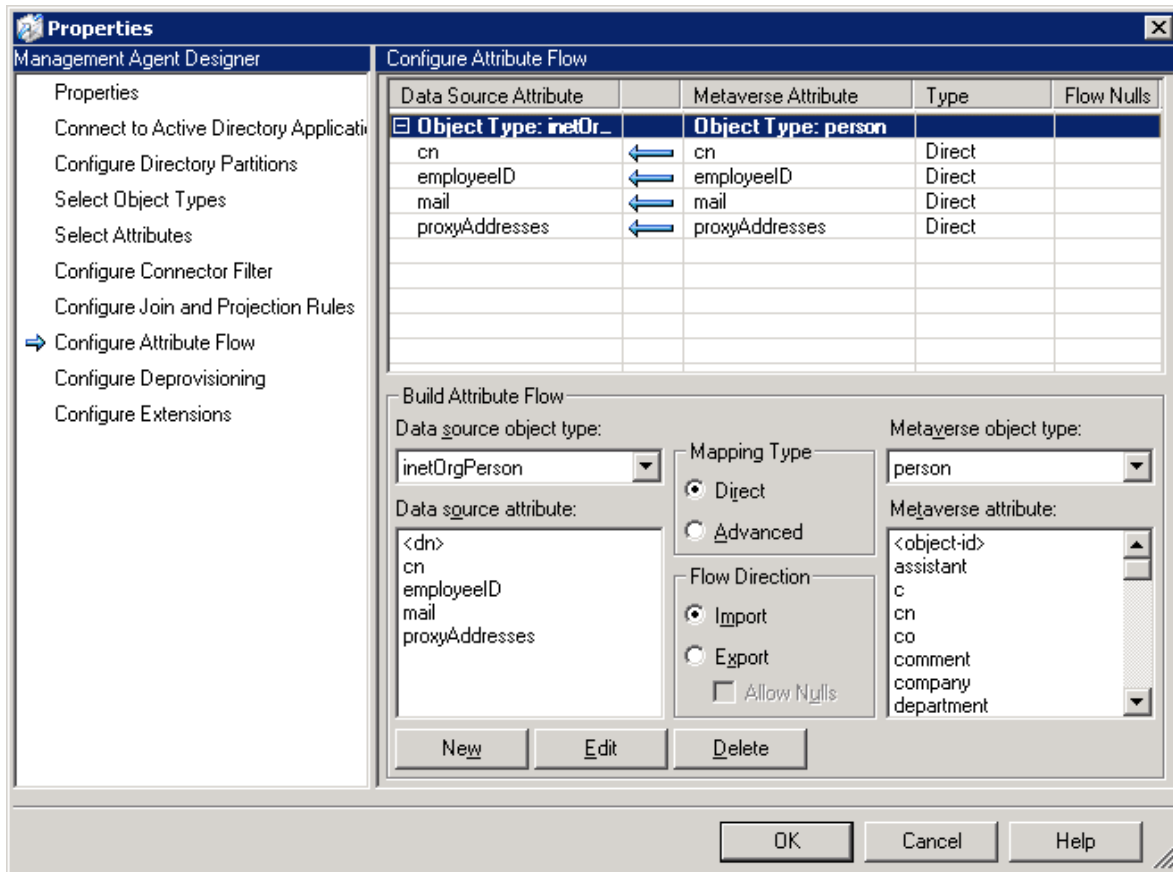 Properties
Management Agent Designer
Properties
Connect to Active Directory Applicati
Configure Directory Partitions
Select Object Types
Select Attributes
Configure Connector Filter
Configure Join and Projection Rules
Configure Attribute Flow
Configure Deprovisioning
Configure Extensions
Configure Attribute Flow
Data Source Attribute Metaverse Attribute Type Flow Nulls
Object Type: inetOr... Object Type: person
cn cn Direct
employeeID employeeID Direct
mail mail Direct
proxyAddresses proxyAddresses Direct
Build Attribute Flow
Data source object type:
inetOrgPerson
Data source attribute:
<dn>
cn
employeeID
mail
proxyAddresses
Mapping Type
Direct
Advanced
Flow Direction
Import
Export
Allow Nulls
Metaverse object type:
person
Metaverse attribute:
<object-id>
assistant
c
cn
co
comment
company
department
New Edit Delete
OK Cancel Help